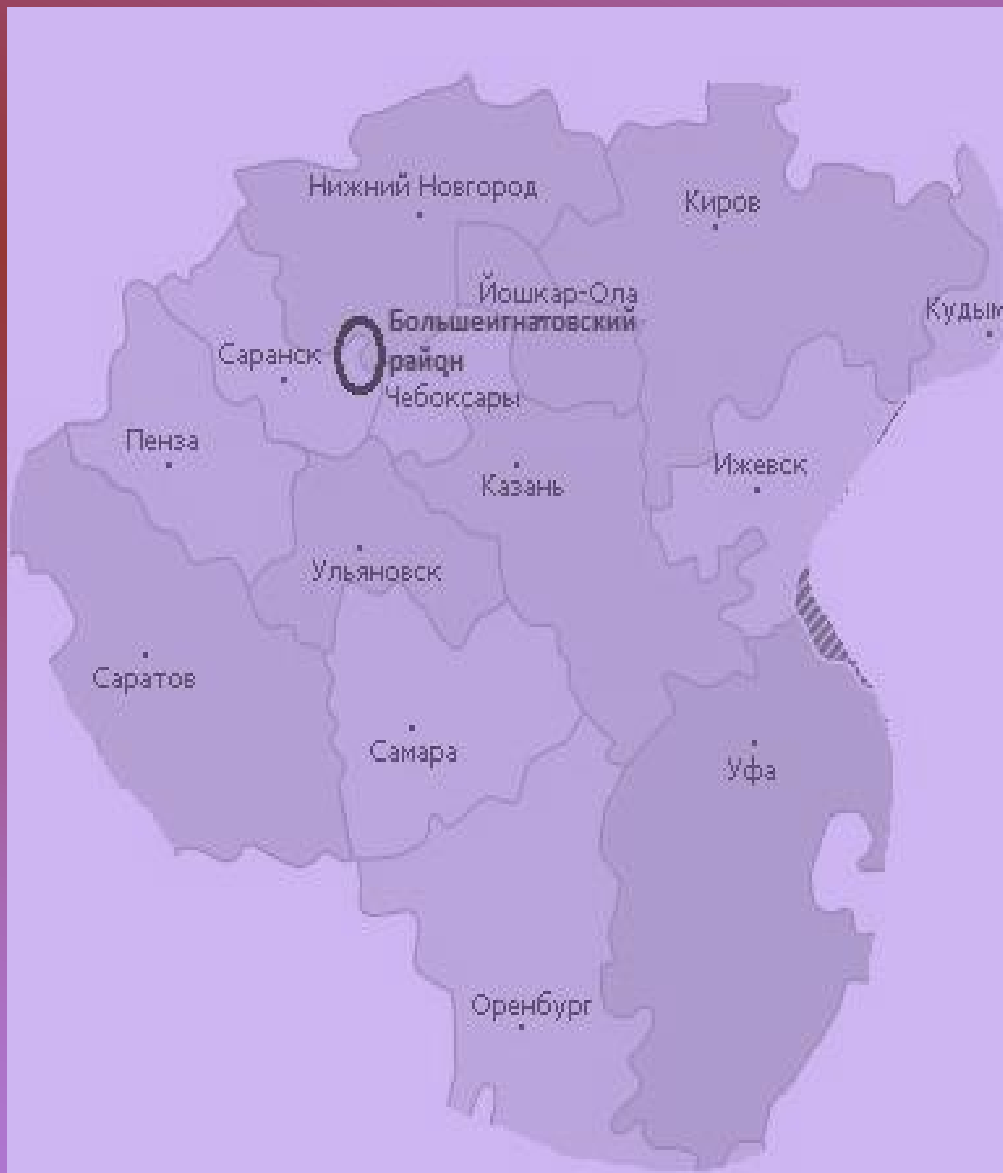 Нижний Новгород
Киров
Йошкар-Ола
Большеигнатовский
район
Кудым
Саранск
Чебоксары
Пенза
Казань
Ижевск
Ульяновск
Саратов
Самара
Уфа
Оренбург